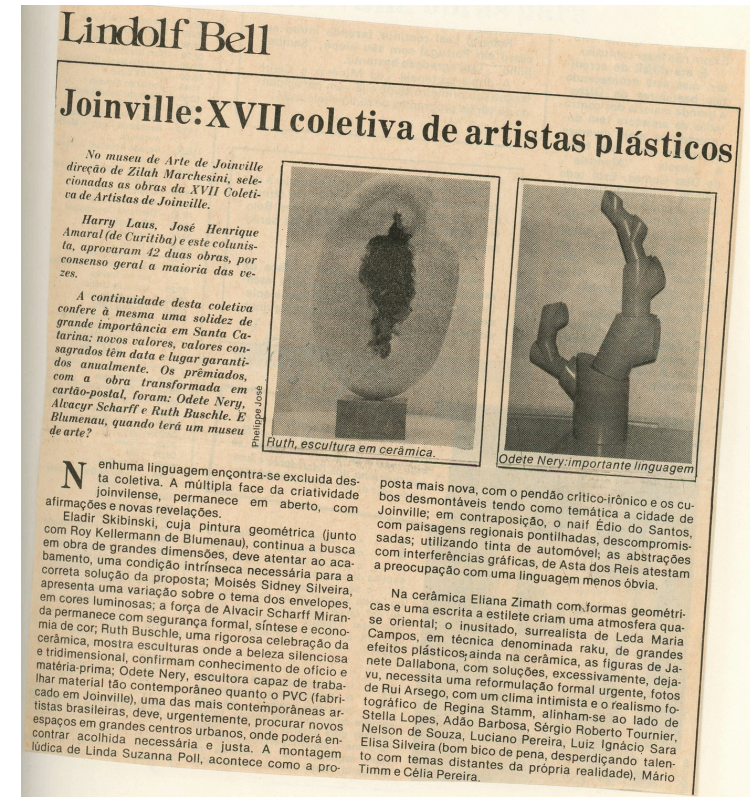 Lindolf Bell
Joinville: XVII coletiva de artistas plásticos
No museu de Arte de Joinville
direção de Zilah Marchesini, sele-
cionadas as obras da XVII Coleti-
va de Artistas de Joinville.
Harry Laus, José Henrique
Amaral (de Curitiba) e este colunis-
ta, aprovaram 42 duas obras, por
consenso geral a maioria das ve-
zes.
A continuidade desta coletiva
confere à mesma uma solidez de
grande importância em Santa Ca-
tarina; novos valores, valores con-
sagrados têm data e lugar garanti-
dos anualmente. Os prêmiados,
com a obra transformada em
cartão-postal, foram: Odete Nery,
Alvacyr Scharff e Ruth Buschle. E
Blumenau, quando terá um museu
de arte?
Phelippe José
Ruth, escultura em cerâmica.
Odete Nery: importante linguagem
Nenhuma linguagem encontra-se excluida des-
ta coletiva. A múltipla face da criatividade
joinvilense, permanece em aberto, com
afirmações e novas revelações.
Eladir Skibinski, cuja pintura geométrica (junto
com Roy Kellermann de Blumenau), continua a busca
em obra de grandes dimensões, deve atentar ao aca-
bamento, uma condição intrínseca necessária para a
correta solução da proposta; Moisés Sidney Silveira,
apresenta uma variação sobre o tema dos envelopes,
em cores luminosas; a força de Alvacir Scharff Miran-
da permanece com segurança formal, síntese e econo-
mia de cor; Ruth Buschle, uma rigorosa celebração da
cerâmica, mostra esculturas onde a beleza silenciosa
e tridimensional, confirmam conhecimento de oficio e
matéria-prima; Odete Nery, escultora capaz de traba-
lhar material tão contemporâneo quanto o PVC (fabri-
cado em Joinville), uma das mais contemporâneas ar-
tistas brasileiras, deve, urgentemente, procurar novos
espaços em grandes centros urbanos, onde poderá en-
contrar acolhida necessária e justa. A montagem
lúdica de Linda Suzanna Poll, acontece como a pro-
posta mais nova, com o pendão critico-irônico e os cu-
bos desmontáveis tendo como temática a cidade de
Joinville; em contraposição, o naif Édio do Santos,
com paisagens regionais pontilhadas, descompromis-
sadas; utilizando tinta de automóvel; as abstrações
com interferências gráficas, de Asta dos Reis atestam
a preocupação com uma linguagem menos óbvia.
Na cerâmica Eliana Zimath com formas geométri-
cas e uma escrita a estilete criam uma atmosfera qua-
se oriental; o inusitado, surrealista de Leda Maria
Campos, em técnica denominada raku, de grandes
efeitos plásticos; ainda na cerâmica, as figuras de Ja-
nete Dallabona, com soluções, excessivamente, deja-
vu, necessita uma reformulação formal urgente, fotos
de Rui Arsego, com um clima intimista e o realismo fo-
tográfico de Regina Stamm, alinham-se ao lado de
Stella Lopes, Adão Barbosa, Sérgio Roberto Tournier,
Nelson de Souza, Luciano Pereira, Luiz Ignácio, Sara
Elisa Silveira (bom bico de pena, desperdiçando talen-
to com temas distantes da própria realidade), Mário
Timm e Célia Pereira.